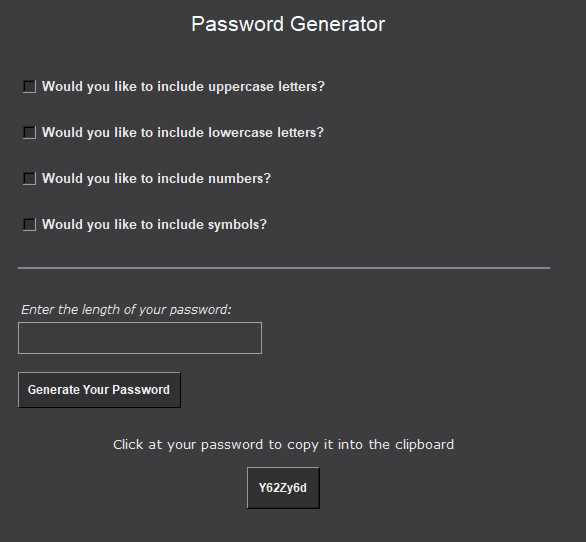 Password Generator
Would you like to include uppercase letters?
Would you like to include lowercase letters?
Would you like to include numbers?
Would you like to include symbols?
Enter the length of your password:
Generate Your Password
Click at your password to copy it into the clipboard
Y62Zy6d